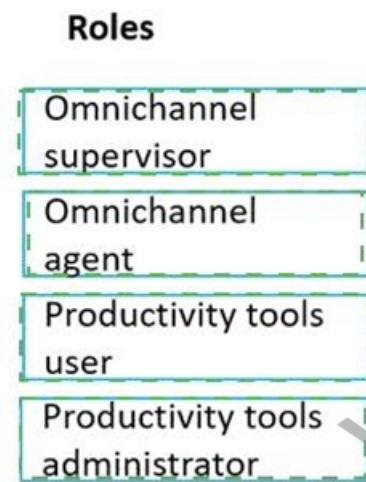 Roles
Omnichannel
supervisor
Omnichannel
agent
Productivity tools
user
Productivity tools
administrator